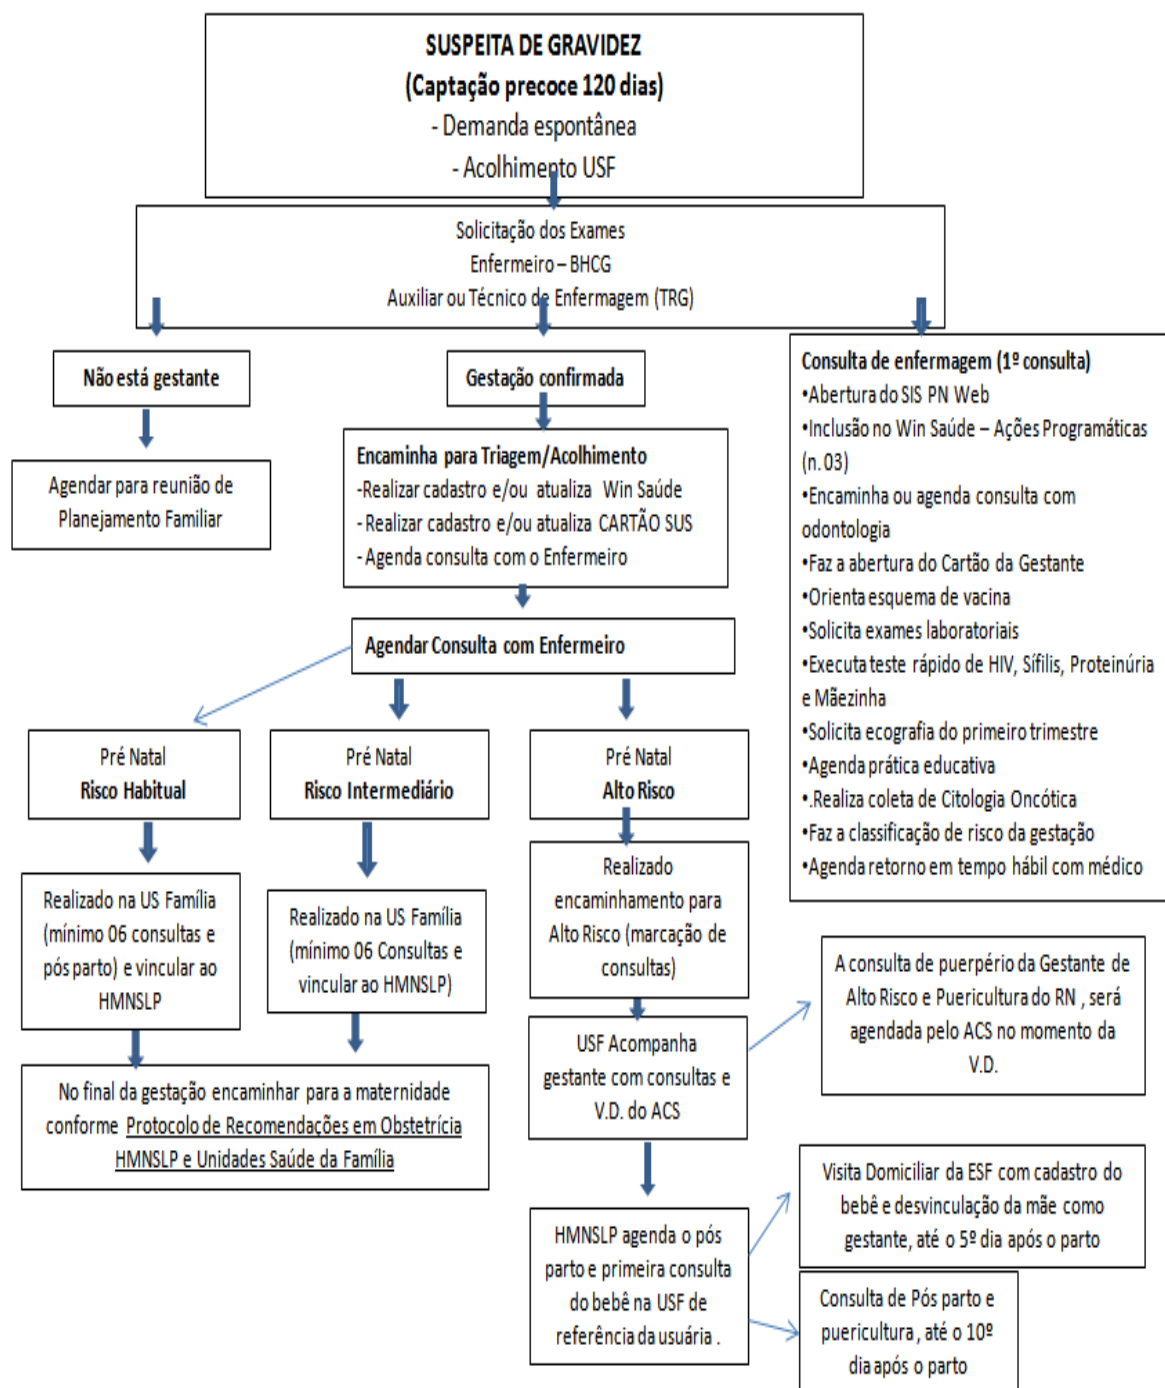 SUSPEITA DE GRAVIDEZ
(Captação precoce 120 dias)
- Demanda espontânea
- Acolhimento USF
Solicitação dos Exames
Enfermeiro – BHCG
Auxiliar ou Técnico de Enfermagem (TRG)
Não está gestante
Agendar para reunião de
Planejamento Familiar
Gestação confirmada
Encaminha para Triagem/Acolhimento
-Realizar cadastro e/ou atualiza Win Saúde
- Realizar cadastro e/ou atualiza CARTÃO SUS
- Agenda consulta com o Enfermeiro
Consulta de enfermagem (1º consulta)
•Abertura do SIS PN Web
•Inclusão no Win Saúde – Ações Programáticas
(n. 03)
•Encaminha ou agenda consulta com
odontologia
•Faz a abertura do Cartão da Gestante
•Orienta esquema de vacina
•Solicita exames laboratoriais
•Executa teste rápido de HIV, Sífilis, Proteinúria
e Mãezinha
•Solicita ecografia do primeiro trimestre
•Agenda prática educativa
•.Realiza coleta de Citologia Oncótica
•Faz a classificação de risco da gestação
•Agenda retorno em tempo hábil com médico
Agendar Consulta com Enfermeiro
Pré Natal
Risco Habitual
Pré Natal
Risco Intermediário
Pré Natal
Alto Risco
Realizado na US Família
(mínimo 06 consultas e
pós parto) e vincular ao
HMNSLP
Realizado na US Família
(mínimo 06 Consultas e
vincular ao HMNSLP)
Realizado
encaminhamento para
Alto Risco (marcação de
consultas)
No final da gestação encaminhar para a maternidade
conforme Protocolo de Recomendações em Obstetrícia
HMNSLP e Unidades Saúde da Família
USF Acompanha
gestante com consultas e
V.D. do ACS
A consulta de puerpério da Gestante de
Alto Risco e Puericultura do RN , será
agendada pelo ACS no momento da
V.D.
HMNSLP agenda o pós
parto e primeira consulta
do bebê na USF de
referência da usuária .
Visita Domiciliar da ESF com cadastro do
bebê e desvinculação da mãe como
gestante, até o 5º dia após o parto
Consulta de Pós parto e
puericultura , até o 10º
dia após o parto